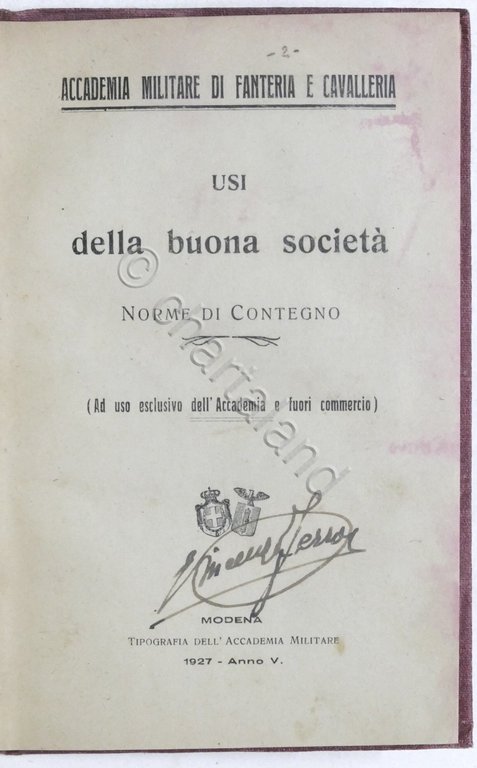 - 2 -
ACCADEMIA MILITARE DI FANTERIA E CAVALLERIA
USI
della buona società
NORME DI CONTEGNO
(Ad uso esclusivo dell'Accademia e fuori commercio)
© chartaland
MODENA
TIPOGRAFIA DELL'ACCADEMIA MILITARE
1927 - Anno V.